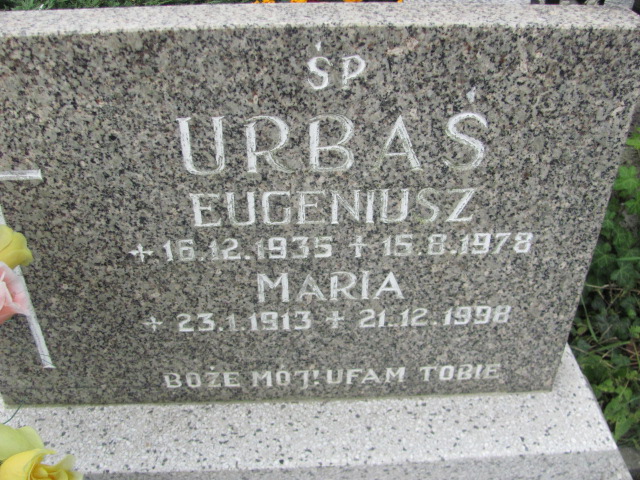 ŚP
URBAŚ
EUGENIUSZ
+ 16.12.1935 + 15.8.1978
MARIA
+ 23.1.1913 + 21.12.1998
BOŻE MÓJ! UFAM TOBIE